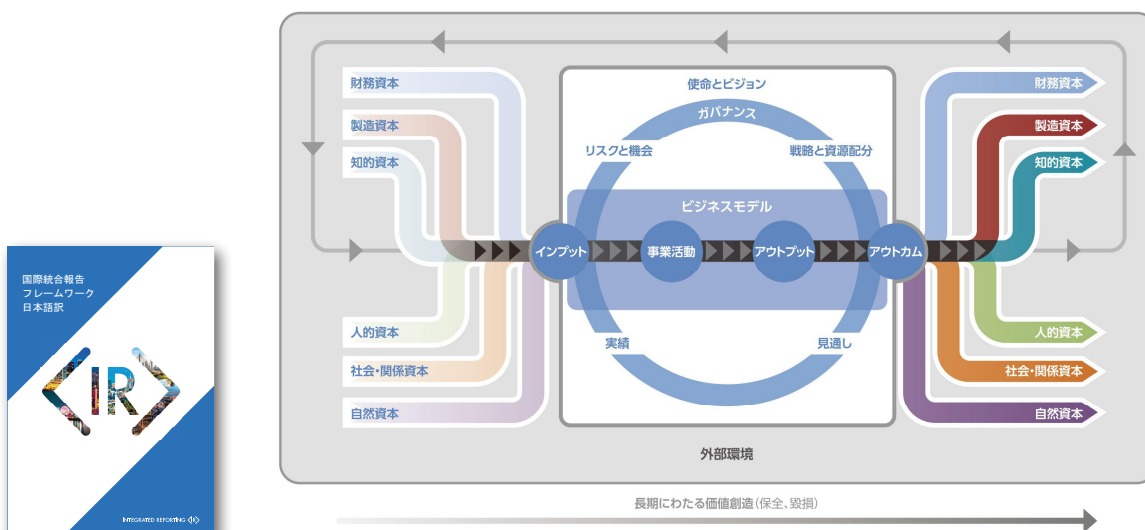 国際統合報告
フレームワーク
日本語訳
<IR>
INTEGRATED REPORTING <IR>
財務資本
製造資本
知的資本
人的資本
社会・関係資本
自然資本
使命とビジョン
ガバナンス
リスクと機会
戦略と資源配分
ビジネスモデル
インプット
事業活動
アウトプット
アウトカム
実績
見通し
財務資本
製造資本
知的資本
人的資本
社会・関係資本
自然資本
外部環境
長期にわたる価値創造(保全、毀損)